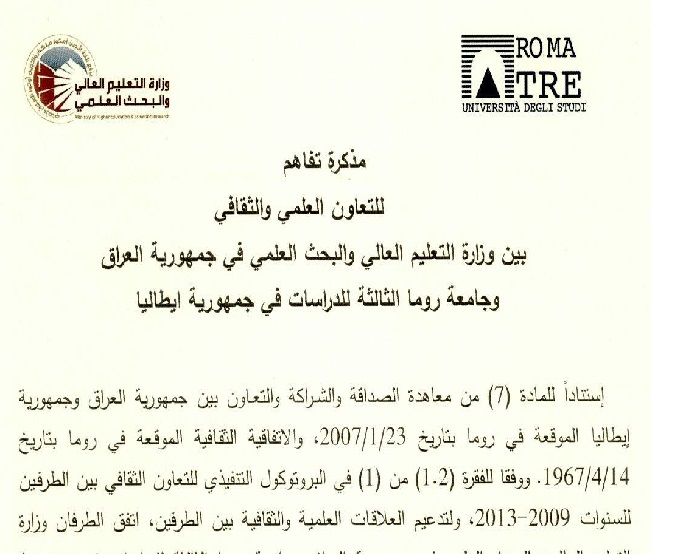 وزارة التعليم العالي
والبحث العلمي
ROMA
TRE
UNIVERSITÀ DEGLI STUDI
مذكرة تفاهم
للتعاون العلمي والثقافي
بين وزارة التعليم العالي والبحث العلمي في جمهورية العراق
وجامعة روما الثالثة للدراسات في جمهورية ايطاليا
إستناداً للمادة (7) من معاهدة الصداقة والشراكة والتعاون بين جمهورية العراق وجمهورية
إيطاليا الموقعة في روما بتاريخ 2007/1/23، والاتفاقية الثقافية الموقعة في روما بتاريخ
1967/4/14. ووفقا للفقرة (1.2) من (1) في البروتوكول التنفيذي للتعاون الثقافي بين الطرفين
للسنوات 2009-2013، ولتدعيم العلاقات العلمية والثقافية بين الطرفين، اتفق الطرفان وزارة